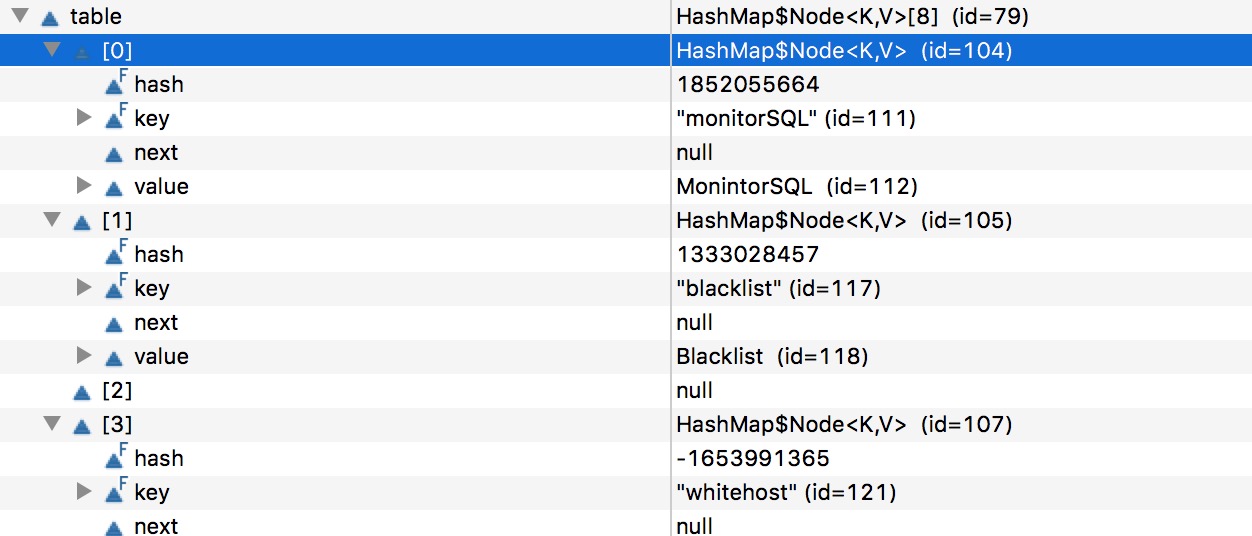 table HashMap$Node<K,V>[8] (id=79)
[0] HashMap$Node<K,V> (id=104)
F hash 1852055664
F key "monitorSQL" (id=111)
next null
value MonintorSQL (id=112)
[1] HashMap$Node<K,V> (id=105)
F hash 1333028457
F key "blacklist" (id=117)
next null
value Blacklist (id=118)
[2] null
[3] HashMap$Node<K,V> (id=107)
F hash -1653991365
F key "whitehost" (id=121)
next null